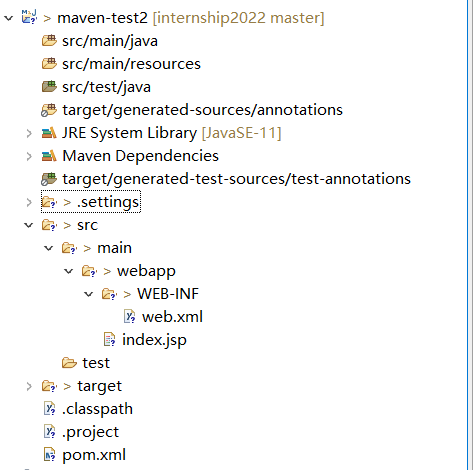 > maven-test2 [internship2022 master]
src/main/java
src/main/resources
src/test/java
target/generated-sources/annotations
> JRE System Library [JavaSE-11]
> Maven Dependencies
target/generated-test-sources/test-annotations
> > .settings
> src
> main
> webapp
> WEB-INF
web.xml
index.jsp
test
> > target
.classpath
.project
pom.xml